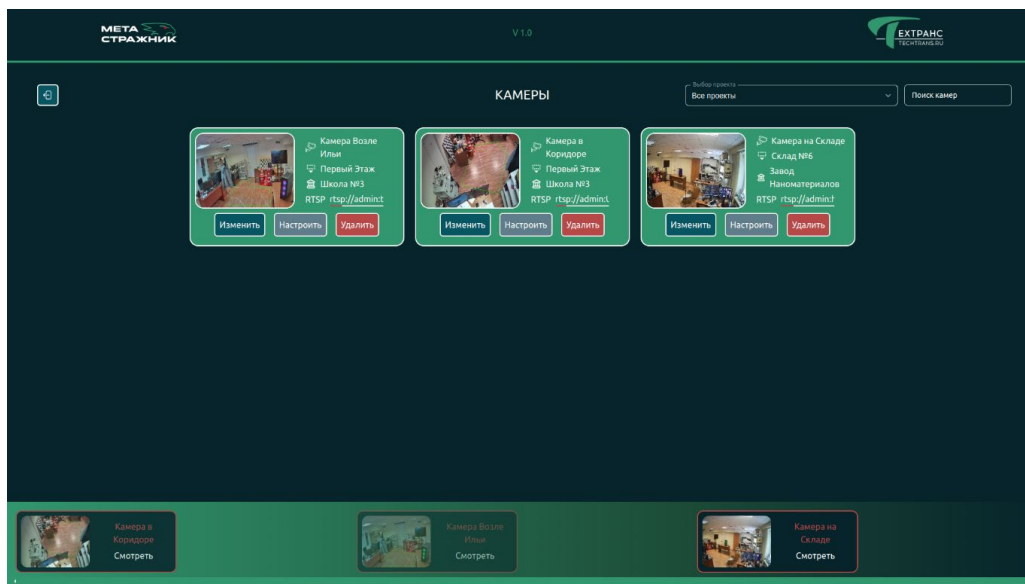 МЕТА
СТРАЖНИК
V 1.0
ЕХТРАНС
TECHTRANS.RU
КАМЕРЫ
Выбор проекта
Все проекты
Поиск камер
Камера Возле
Ильи
Первый Этаж
Школа №3
RTSP rtsp://admin:t
Изменить
Настроить
Удалить
Камера в
Коридоре
Первый Этаж
Школа №3
RTSP rtsp://admin:
Изменить
Настроить
Удалить
Камера на Складе
Склад №6
Завод
Наноматериалов
RTSP rtsp://admin:
Изменить
Настроить
Удалить
Камера в
Коридоре
Смотреть
Камера Возле
Ильи
Смотреть
Камера на
Складе
Смотреть